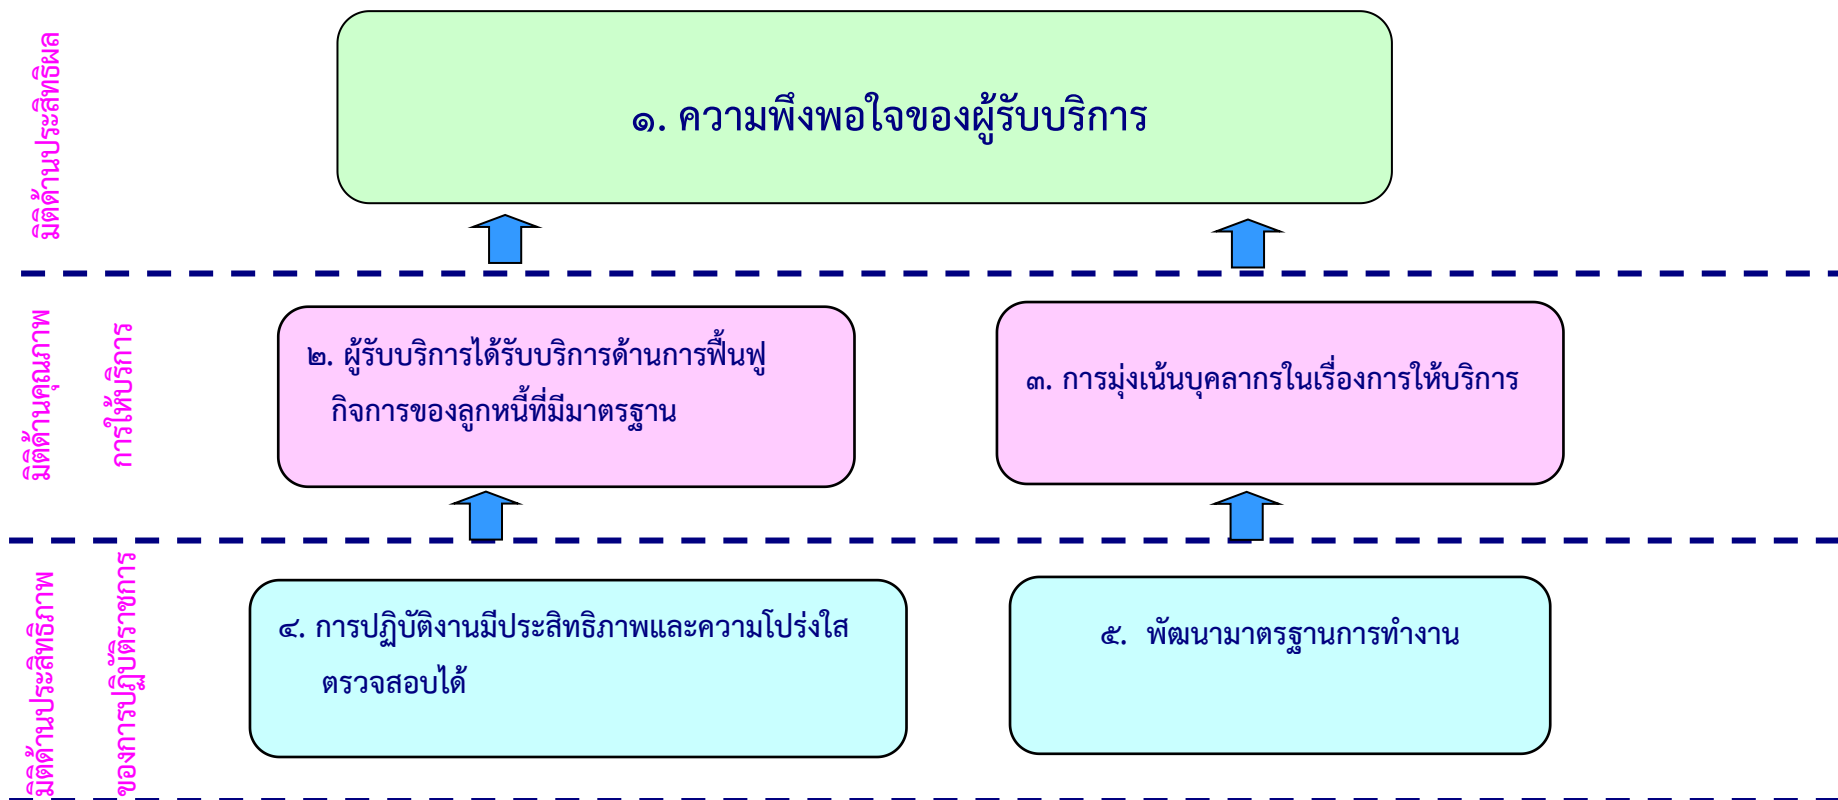 มิติด้านประสิทธิผล
๑. ความพึงพอใจของผู้รับบริการ
มิติด้านคุณภาพ
การให้บริการ
๒. ผู้รับบริการได้รับบริการด้านการฟื้นฟู
กิจการของลูกหนี้ที่มีมาตรฐาน
๓. การมุ่งเน้นบุคลากรในเรื่องการให้บริการ
มิติด้านประสิทธิภาพ
ของการปฏิบัติราชการ
๔. การปฏิบัติงานมีประสิทธิภาพและความโปร่งใส
ตรวจสอบได้
๕. พัฒนามาตรฐานการทำงาน